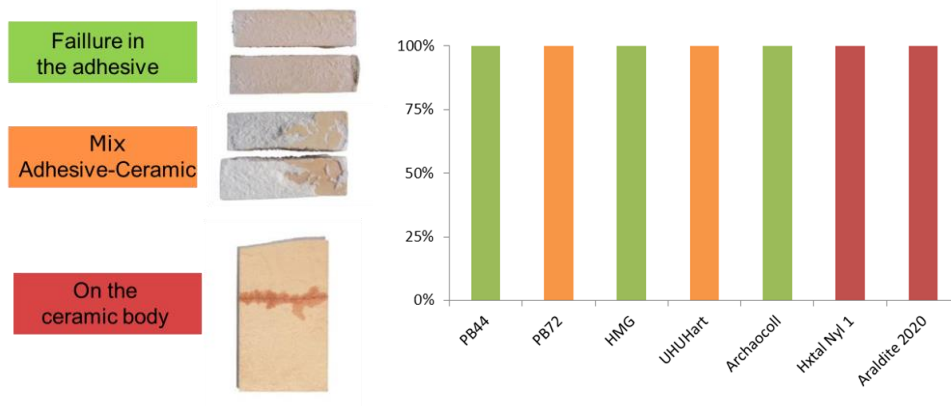 Faillure in
the adhesive
Mix
Adhesive-Ceramic
On the
ceramic body
100%
75%
50%
25%
0%
PB44
PB72
HMG
UHUHart
Archaocoll
Hxtal Nyl 1
Araldite 2020